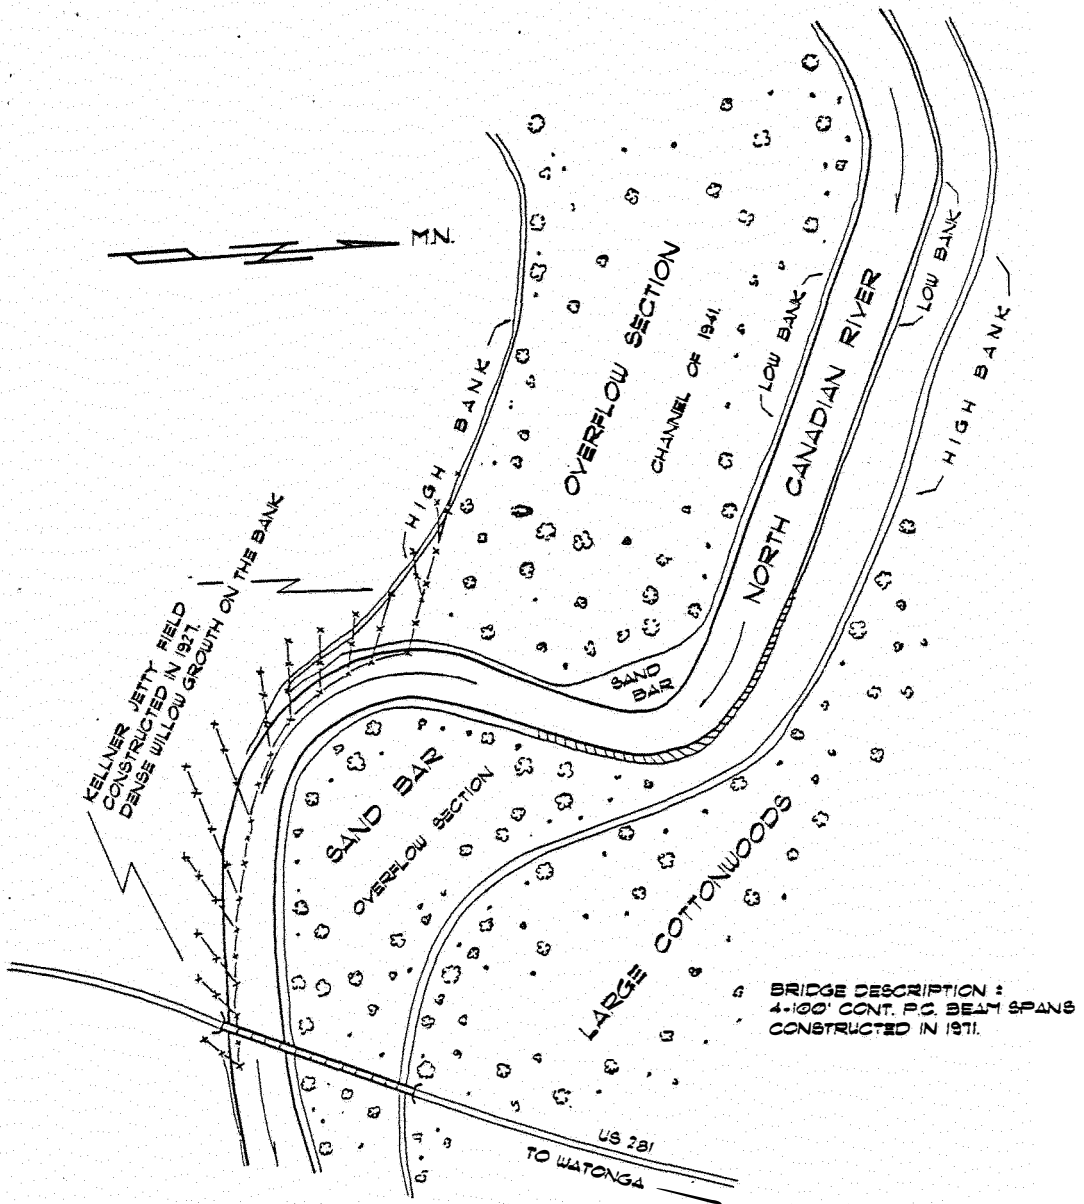 M.N.
HIGH BANK
OVERFLOW SECTION
CHANNEL OF 1941.
LOW BANK
NORTH CANADIAN RIVER
LOW BANK
HIGH BANK
KELLNER JETTY FIELD
CONSTRUCTED IN 1927.
DENSE WILLOW GROWTH ON THE BANK
SAND
BAR
SAND BAR
OVERFLOW SECTION
LARGE COTTONWOODS
BRIDGE DESCRIPTION :
4-100' CONT. P.C. BEAM SPANS
CONSTRUCTED IN 1971.
US 281
TO WATONGA